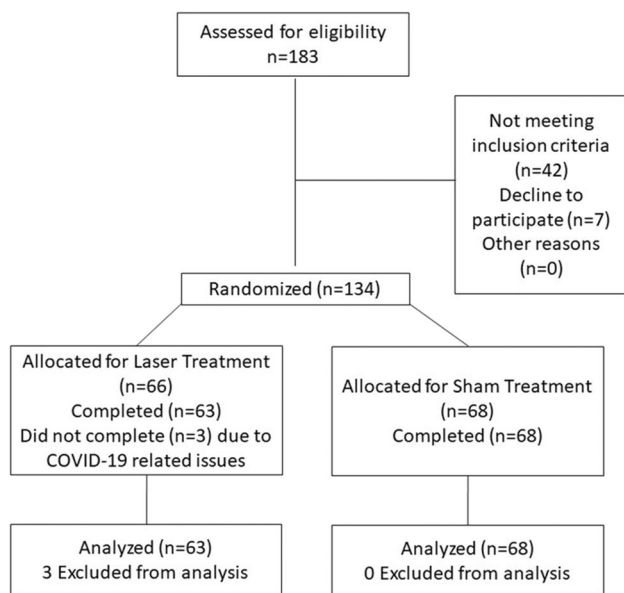 Assessed for eligibility
n=183
Not meeting
inclusion criteria
(n=42)
Decline to
participate (n=7)
Other reasons
(n=0)
Randomized (n=134)
Allocated for Laser Treatment
(n=66)
Completed (n=63)
Did not complete (n=3) due to
COVID-19 related issues
Allocated for Sham Treatment
(n=68)
Completed (n=68)
Analyzed (n=63)
3 Excluded from analysis
Analyzed (n=68)
0 Excluded from analysis